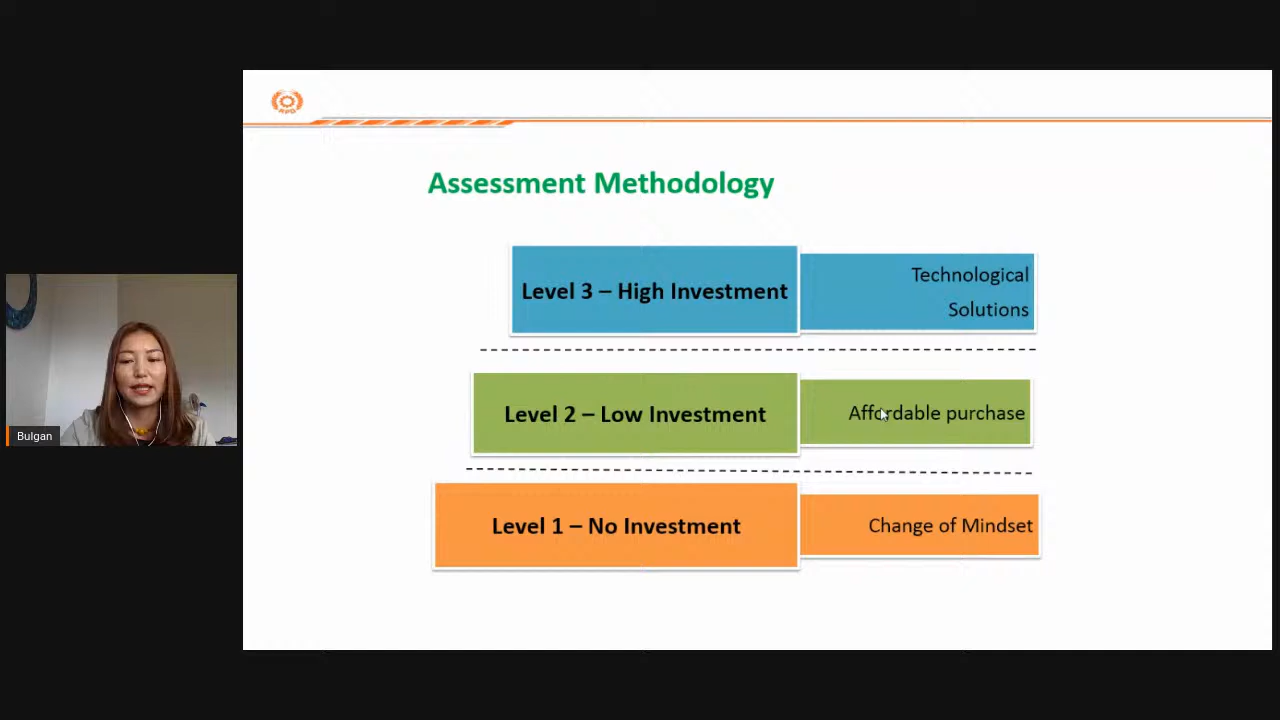 APO
Assessment Methodology
Level 3 – High Investment
Technological
Solutions
Level 2 – Low Investment
Affordable purchase
Level 1 – No Investment
Change of Mindset
Bulgan